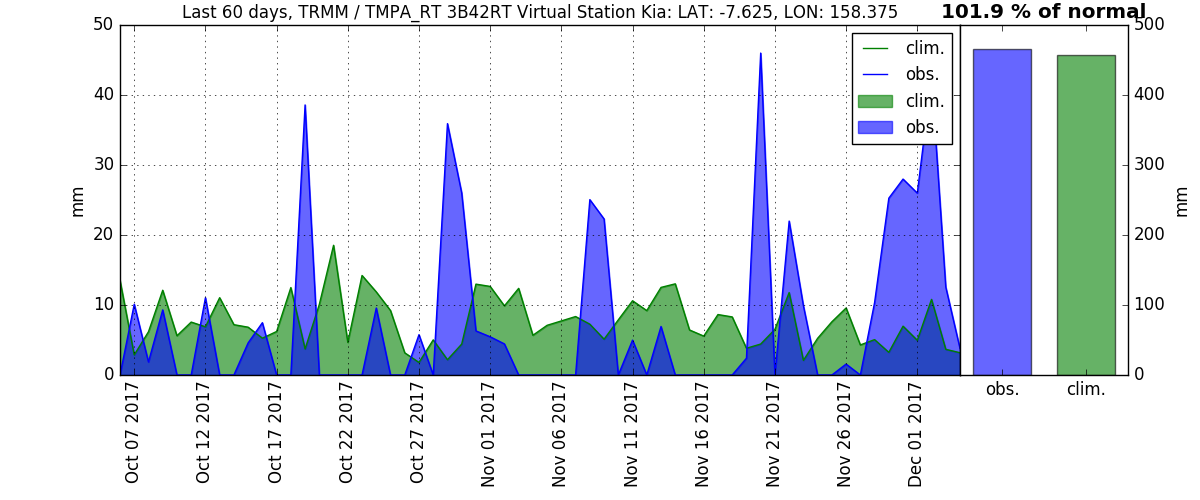 Last 60 days, TRMM / TMPA_RT 3B42RT Virtual Station Kia: LAT: -7.625, LON: 158.375
101.9 % of normal
50
40
30
20
10
0
mm
clim.
obs.
clim.
obs.
500
400
300
200
100
0
mm
obs.
clim.
Oct 07 2017
Oct 12 2017
Oct 17 2017
Oct 22 2017
Oct 27 2017
Nov 01 2017
Nov 06 2017
Nov 11 2017
Nov 16 2017
Nov 21 2017
Nov 26 2017
Dec 01 2017